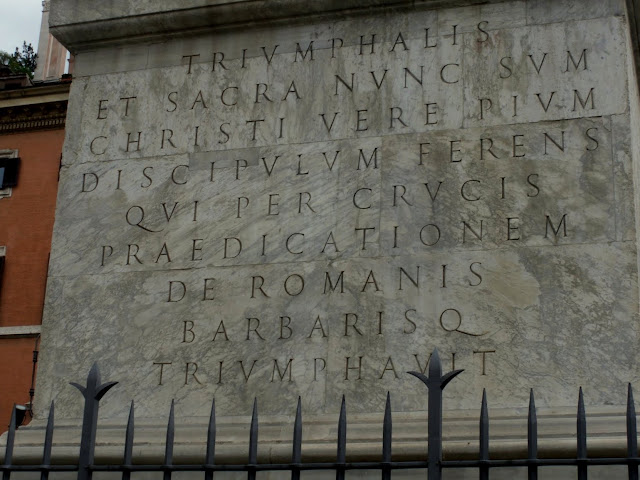 TRIVMPHALIS
ET SACRA NVNC SVM
CHRISTI VERE PIVM
DISCIPVLVM FERENS
QVI PER CRVCIS
PRAEDICATIONEM
DE ROMANIS
BARBARISQ
TRIVMPHAVIT